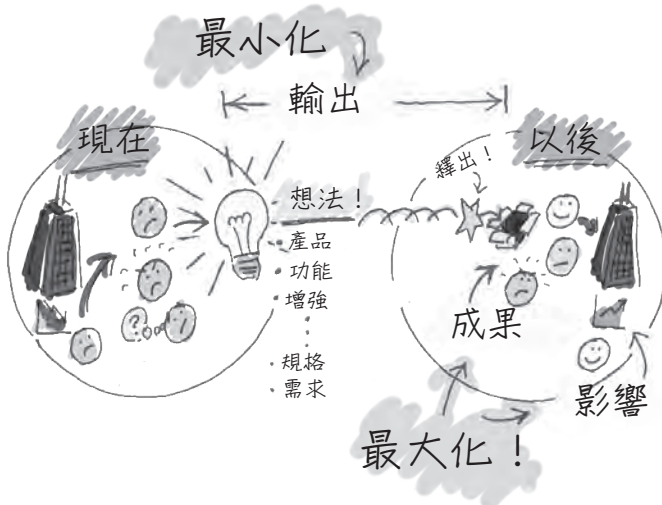 最小化
輸出
現在
以後
釋出！
想法！
• 產品
• 功能
• 增強
• 規格
• 需求
?
成果
影響
最大化！